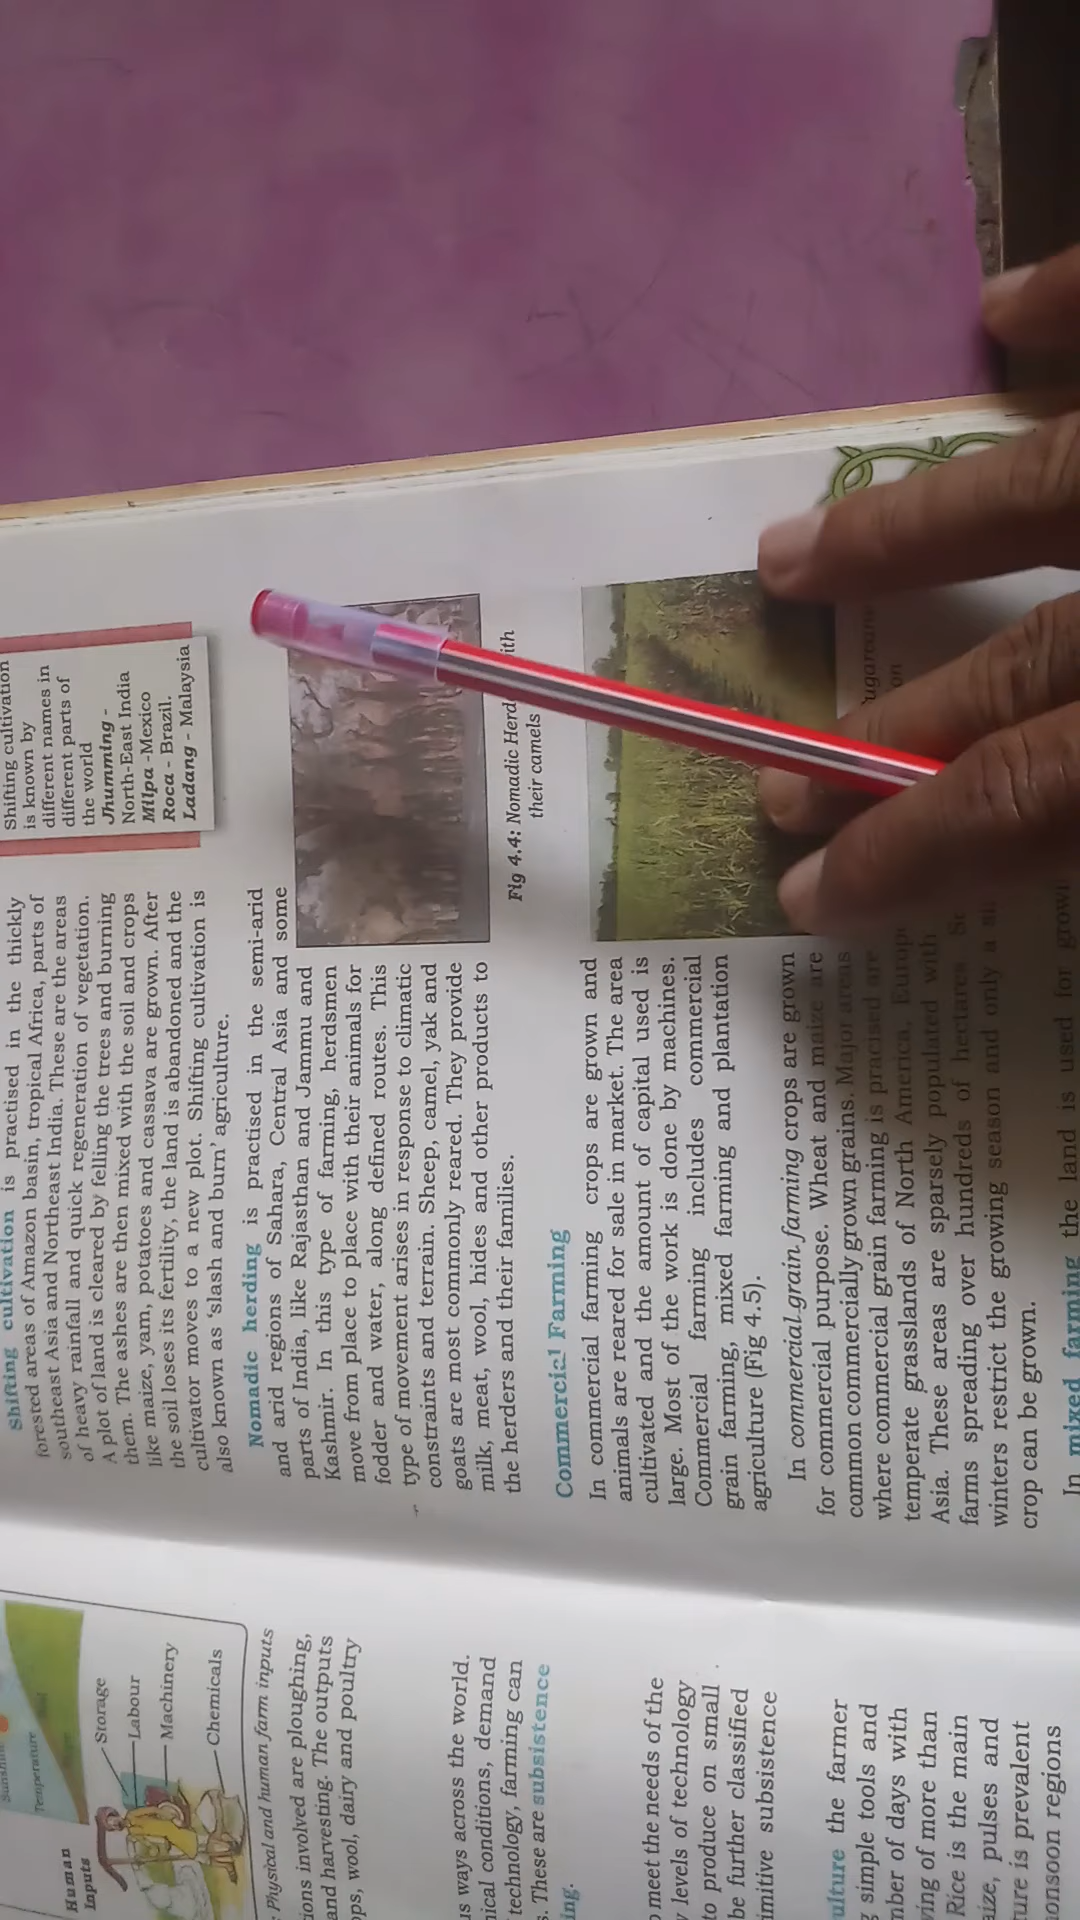 Human
Inputs
Temperature
Storage
Labour
Machinery
Chemicals
: Physical and human farm inputs
ions involved are ploughing,
and harvesting. The outputs
ops, wool, dairy and poultry
us ways across the world.
nical conditions, demand
technology, farming can
s. These are subsistence
ing.
o meet the needs of the
y levels of technology
to produce on small
be further classified
imitive subsistence
ulture the farmer
g simple tools and
mber of days with
ving of more than
Rice is the main
aize, pulses and
ture is prevalent
onsoon regions
Shifting cultivation is practised in the thickly
forested areas of Amazon basin, tropical Africa, parts of
southeast Asia and Northeast India. These are the areas
of heavy rainfall and quick regeneration of vegetation.
A plot of land is cleared by felling the trees and burning
them. The ashes are then mixed with the soil and crops
like maize, yam, potatoes and cassava are grown. After
the soil loses its fertility, the land is abandoned and the
cultivator moves to a new plot. Shifting cultivation is
also known as 'slash and burn' agriculture.
Shifting cultivation
is known by
different names in
different parts of
the world
Jhumming -
North-East India
Milpa -Mexico
Roca - Brazil.
Ladang - Malaysia
Nomadic herding is practised in the semi-arid
and arid regions of Sahara, Central Asia and some
parts of India, like Rajasthan and Jammu and
Kashmir. In this type of farming, herdsmen
move from place to place with their animals for
fodder and water, along defined routes. This
type of movement arises in response to climatic
constraints and terrain. Sheep, camel, yak and
goats are most commonly reared. They provide
milk, meat, wool, hides and other products to
the herders and their families.
Fig 4.4: Nomadic Herd ith
their camels
Commercial Farming
In commercial farming crops are grown and
animals are reared for sale in market. The area
cultivated and the amount of capital used is
large. Most of the work is done by machines.
Commercial farming includes commercial
grain farming, mixed farming and plantation
agriculture (Fig 4.5).
ugarcane
on
In commercial grain farming crops are grown
for commercial purpose. Wheat and maize are
common commercially grown grains. Major areas
where commercial grain farming is pracised are
temperate grasslands of North America, Europe
Asia. These areas are sparsely populated with
farms spreading over hundreds of hectares.
winters restrict the growing season and only a
crop can be grown.
In mixed farming the land is used for growi